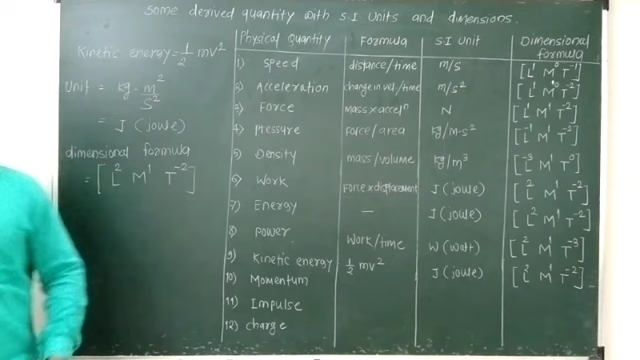 Some derived quantity with S.I Units and dimensions.
Kinetic energy = 1/2 mv²
Unit = kg · m²/s²
= J (joule)
dimensional formula
= [L² M¹ T⁻²]
Physical Quantity Formula S.I Unit Dimensional formula
1) Speed distance/time m/s [L¹ M⁰ T⁻¹]
2) Acceleration change in vel/time m/s² [L¹ M⁰ T⁻²]
3) Force mass×accelⁿ N [L¹ M¹ T⁻²]
4) Pressure Force/area kg/m-s² [L⁻¹ M¹ T⁻²]
5) Density mass/volume kg/m³ [L⁻³ M¹ T⁰]
6) Work Force×displacement J (joule) [L² M¹ T⁻²]
7) Energy — J (joule) [L² M¹ T⁻²]
8) Power Work/time W (watt) [L² M¹ T⁻³]
9) Kinetic energy 1/2 mv² J (joule) [L² M¹ T⁻²]
10) Momentum
11) Impulse
12) charge